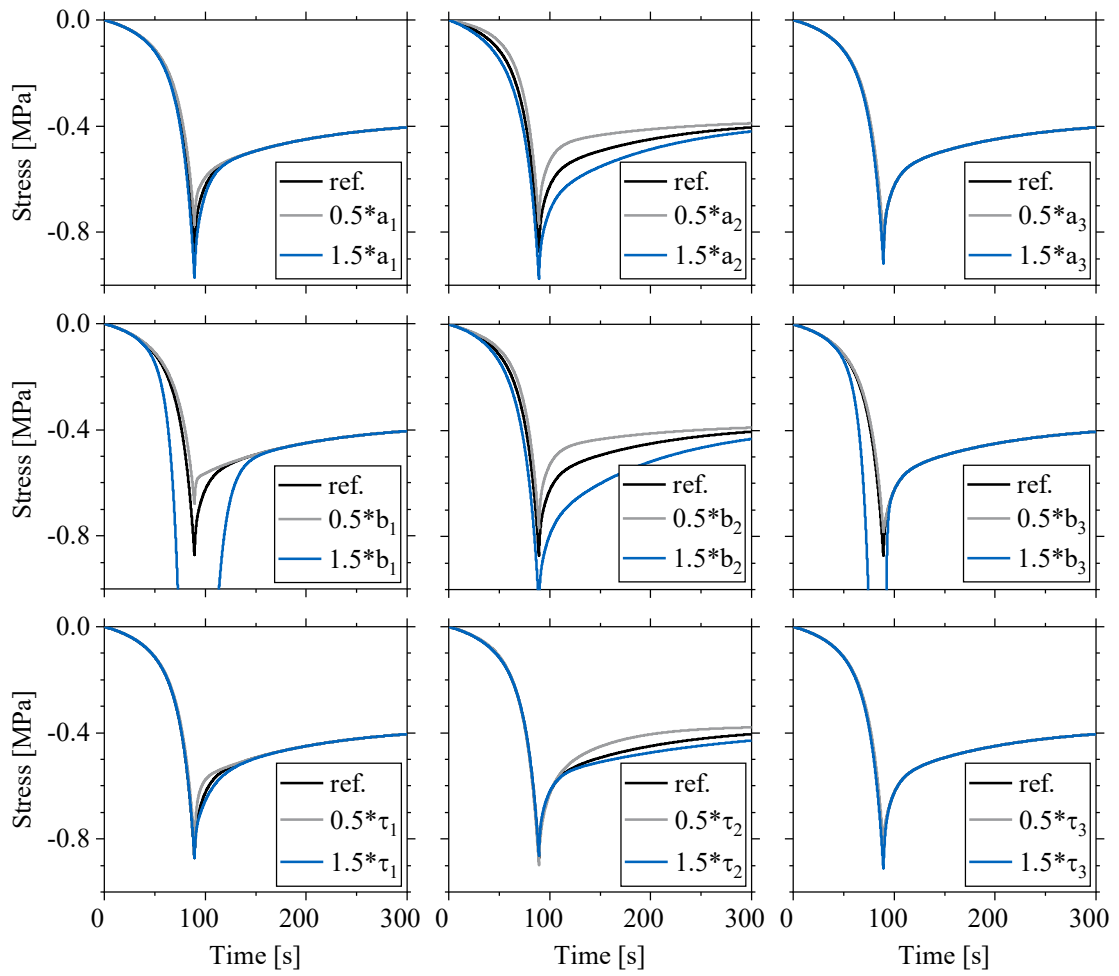 0.0
-0.4
-0.8
Stress [MPa]
ref.
0.5*a1
1.5*a1
ref.
0.5*a2
1.5*a2
ref.
0.5*a3
1.5*a3
0.0
-0.4
-0.8
Stress [MPa]
ref.
0.5*b1
1.5*b1
ref.
0.5*b2
1.5*b2
ref.
0.5*b3
1.5*b3
0.0
-0.4
-0.8
Stress [MPa]
ref.
0.5*τ1
1.5*τ1
ref.
0.5*τ2
1.5*τ2
ref.
0.5*τ3
1.5*τ3
0 100 200 300
0 100 200 300
0 100 200 300
Time [s]
Time [s]
Time [s]